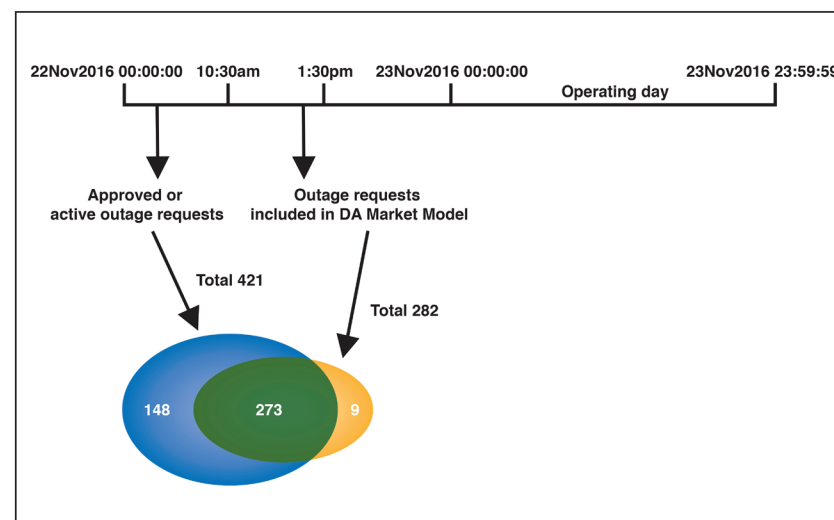 22Nov2016 00:00:00 10:30am 1:30pm 23Nov2016 00:00:00 23Nov2016 23:59:59
Operating day
Approved or
active outage requests
Outage requests
included in DA Market Model
Total 421
Total 282
148 273 9